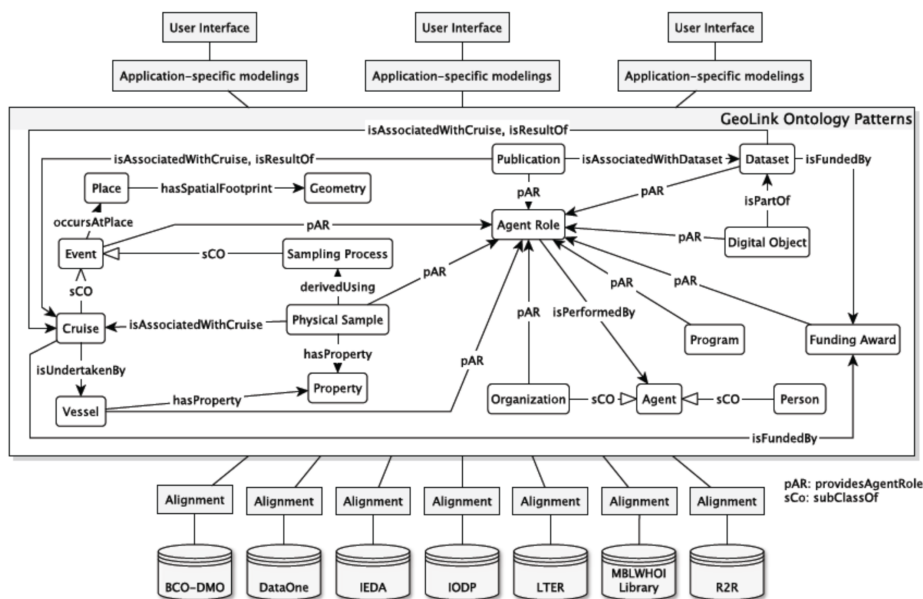 User Interface
User Interface
User Interface
Application-specific modelings
Application-specific modelings
Application-specific modelings
GeoLink Ontology Patterns
isAssociatedWithCruise, isResultOf
isAssociatedWithCruise, isResultOf
Publication
isAssociatedWithDataset
Dataset
isFundedBy
Place
hasSpatialFootprint
Geometry
pAR
pAR
isPartOf
occursAtPlace
pAR
Agent Role
pAR
Digital Object
Event
sCO
Sampling Process
pAR
pAR
derivedUsing
sCO
Physical Sample
pAR
isPerformedBy
pAR
Cruise
isAssociatedWithCruise
Program
Funding Award
hasProperty
pAR
isUndertakenBy
Property
Vessel
hasProperty
Organization
sCO
Agent
sCO
Person
isFundedBy
pAR: providesAgentRole
sCo: subClassOf
Alignment
Alignment
Alignment
Alignment
Alignment
Alignment
Alignment
BCO-DMO
DataOne
IEDA
IODP
LTER
MBLWHOI
Library
R2R